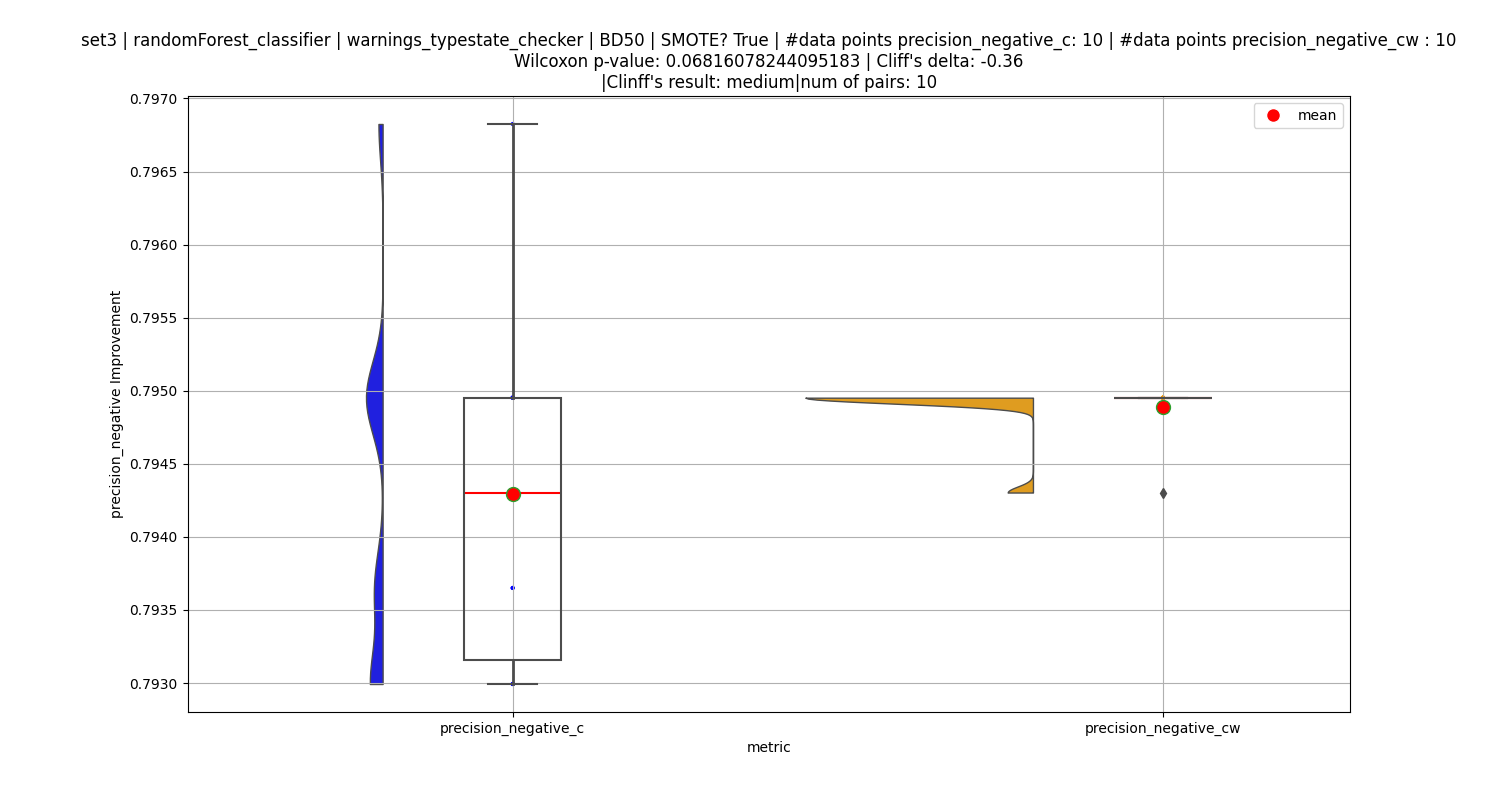 set3 | randomForest_classifier | warnings_typestate_checker | BD50 | SMOTE? True | #data points precision_negative_c: 10 | #data points precision_negative_cw : 10
Wilcoxon p-value: 0.06816078244095183 | Cliff's delta: -0.36
|Clinff's result: medium|num of pairs: 10
mean
precision_negative Improvement
0.7970
0.7965
0.7960
0.7955
0.7950
0.7945
0.7940
0.7935
0.7930
precision_negative_c
precision_negative_cw
metric